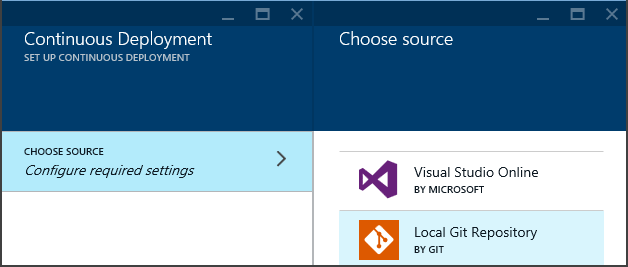 Continuous Deployment
SET UP CONTINUOUS DEPLOYMENT
CHOOSE SOURCE
Configure required settings
Choose source
Visual Studio Online
BY MICROSOFT
Local Git Repository
BY GIT